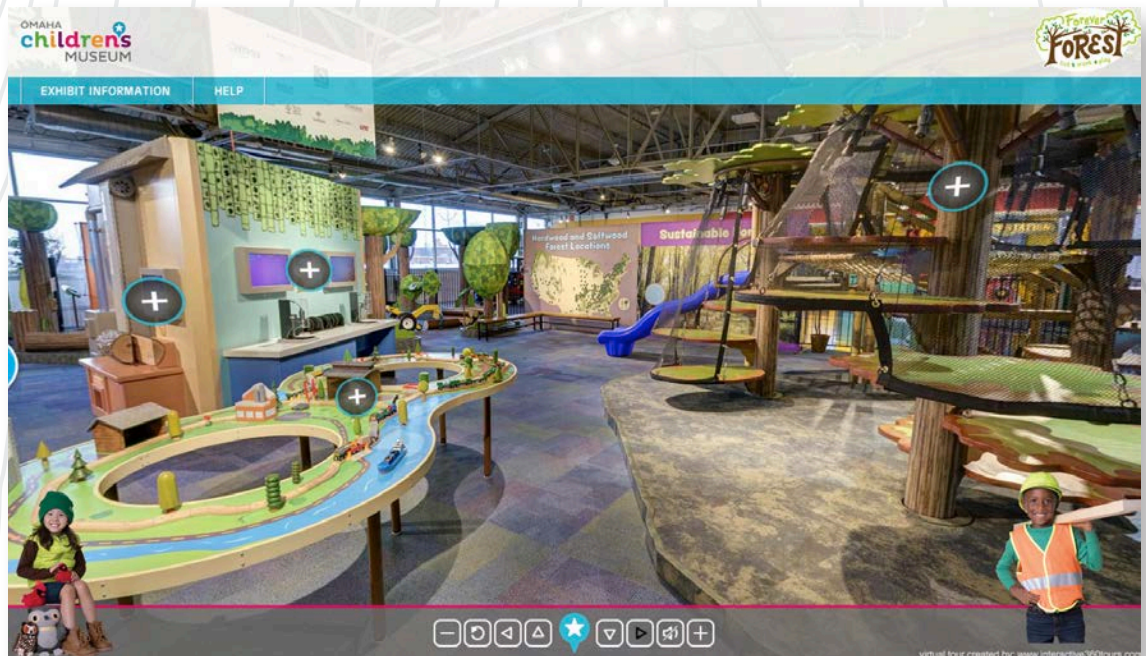 OMAHA
children's
MUSEUM
Forever
FOREST
EXHIBIT INFORMATION
HELP
Hardwood and Softwood
Forest Locations
Sustainable
virtual tour created by: www.interactive360tours.com